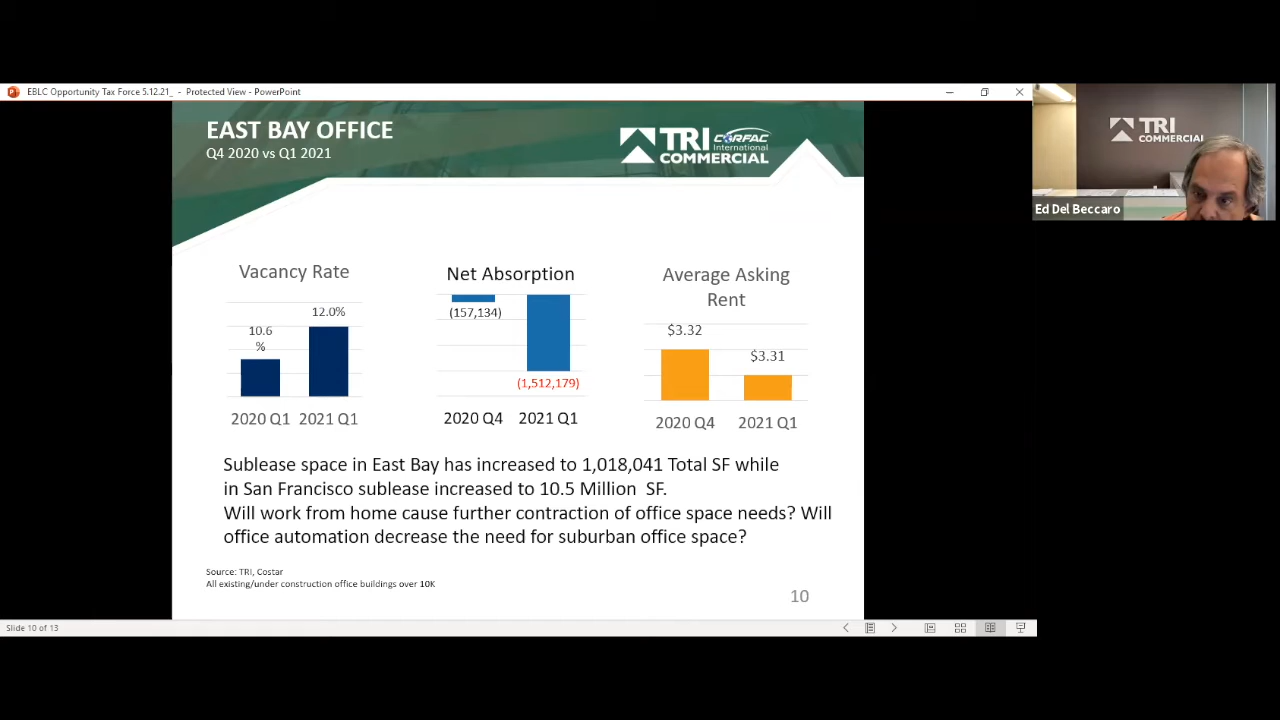 EBLC Opportunity Tax Force 5.12.21_ - Protected View - PowerPoint
EAST BAY OFFICE
Q4 2020 vs Q1 2021
TRI
COMMERCIAL
CORFAC
International
TRI
COMMERCIAL
Ed Del Beccaro
Vacancy Rate
12.0%
10.6
%
2020 Q1 2021 Q1
Net Absorption
(157,134)
(1,512,179)
2020 Q4 2021 Q1
Average Asking
Rent
$3.32
$3.31
2020 Q4 2021 Q1
Sublease space in East Bay has increased to 1,018,041 Total SF while
in San Francisco sublease increased to 10.5 Million SF.
Will work from home cause further contraction of office space needs? Will
office automation decrease the need for suburban office space?
Source: TRI, Costar
All existing/under construction office buildings over 10K
10
Slide 10 of 13